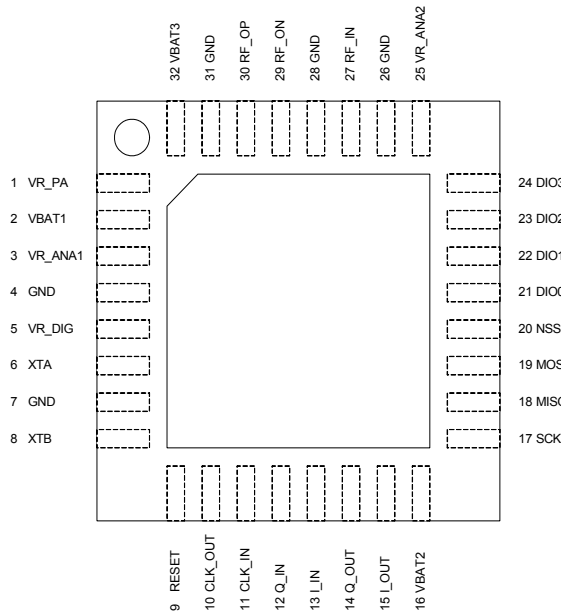 32 VBAT3
31 GND
30 RF_OP
29 RF_ON
28 GND
27 RF_IN
26 GND
25 VR_ANA2
1 VR_PA
2 VBAT1
3 VR_ANA1
4 GND
5 VR_DIG
6 XTA
7 GND
8 XTB
24 DIO3
23 DIO2
22 DIO1
21 DIO0
20 NSS
19 MOS
18 MISO
17 SCK
9 RESET
10 CLK_OUT
11 CLK_IN
12 Q_IN
13 I_IN
14 Q_OUT
15 I_OUT
16 VBAT2